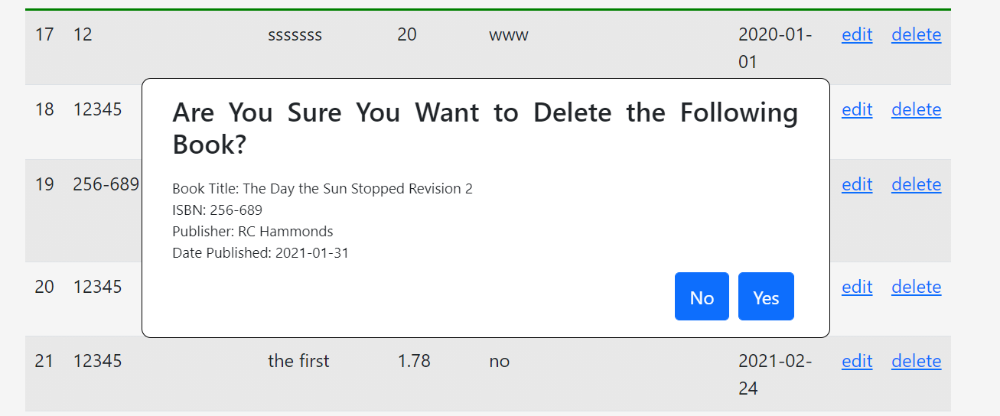 17 12 sssssss 20 www 2020-01- edit delete
01
18 12345 edit delete
Are You Sure You Want to Delete the Following
Book?
19 256-689 edit delete
Book Title: The Day the Sun Stopped Revision 2
ISBN: 256-689
Publisher: RC Hammonds
Date Published: 2021-01-31
20 12345 edit delete
No Yes
21 12345 the first 1.78 no 2021-02- edit delete
24